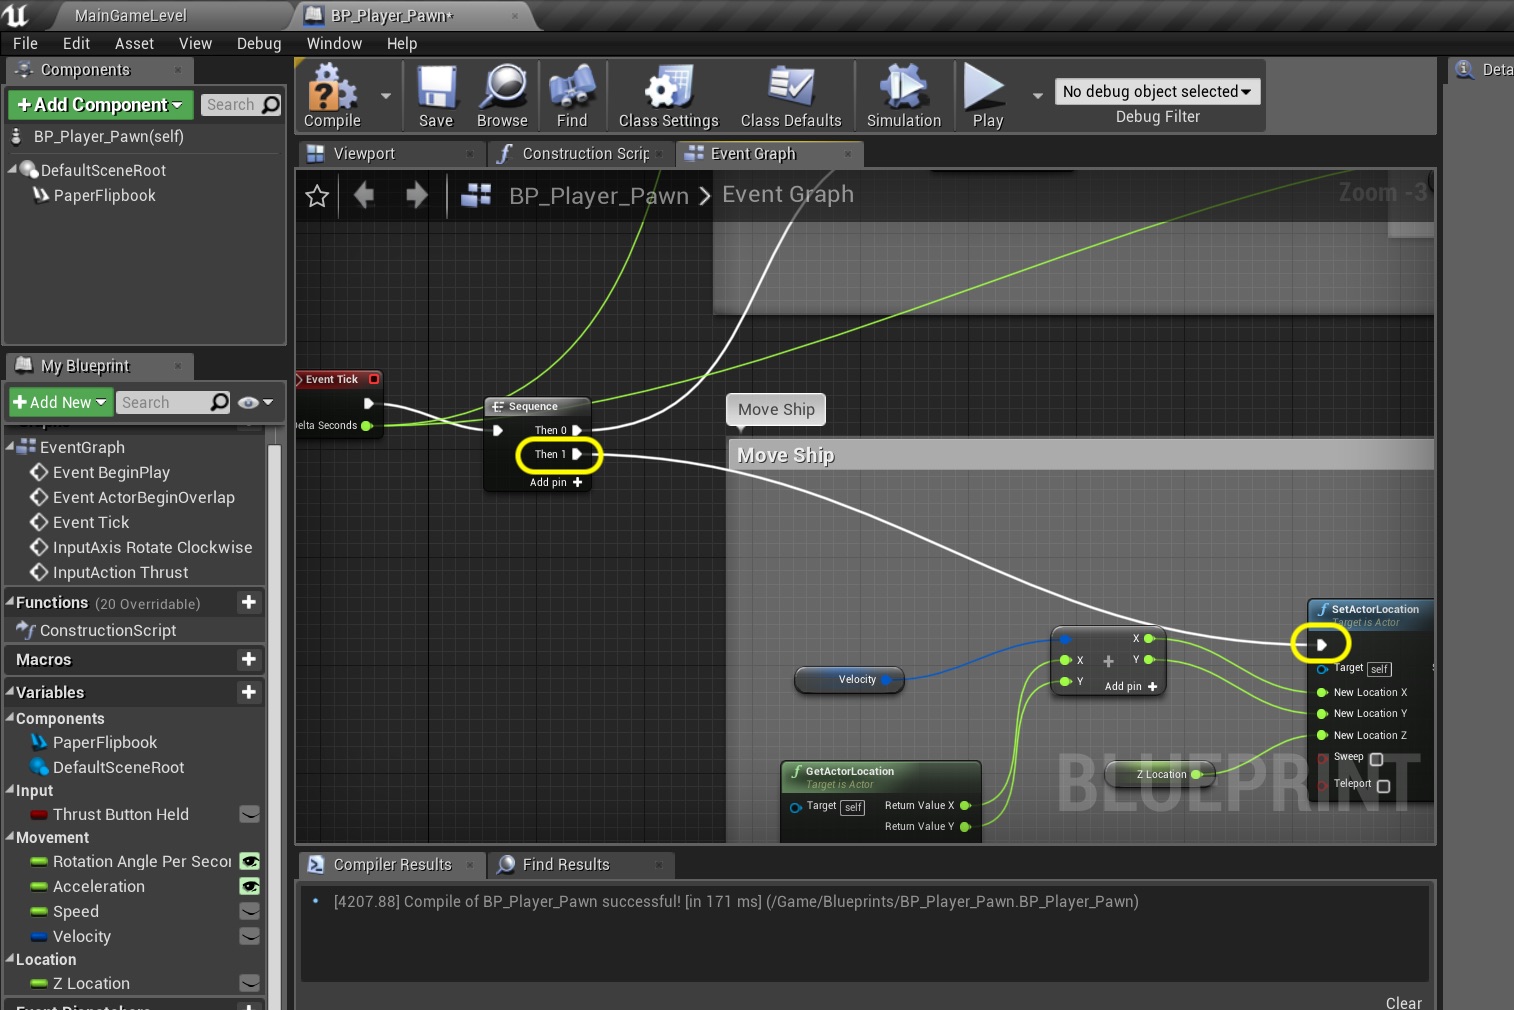 MainGameLevel
BP_Player_Pawn*
File Edit Asset View Debug Window Help
Components
+Add Component
Search
BP_Player_Pawn(self)
DefaultSceneRoot
PaperFlipbook
Compile
Save
Browse
Find
Class Settings
Class Defaults
Simulation
Play
No debug object selected
Debug Filter
Deta
Viewport
Construction Scrip
Event Graph
BP_Player_Pawn > Event Graph
Zoom -3
My Blueprint
+Add New
Search
EventGraph
Event BeginPlay
Event ActorBeginOverlap
Event Tick
InputAxis Rotate Clockwise
InputAction Thrust
Functions (20 Overridable)
ConstructionScript
Macros
Variables
Components
PaperFlipbook
DefaultSceneRoot
Input
Thrust Button Held
Movement
Rotation Angle Per Secor
Acceleration
Speed
Velocity
Location
Z Location
Event Tick
elta Seconds
Sequence
Then 0
Then 1
Add pin +
Move Ship
Move Ship
Velocity
X
Y
X
Y
+
Add pin +
GetActorLocation
Target is Actor
Target self
Return Value X
Return Value Y
Z Location
SetActorLocation
Target is Actor
Target self
New Location X
New Location Y
New Location Z
Sweep
Teleport
BLUEPRINT
Compiler Results
Find Results
[4207.88] Compile of BP_Player_Pawn successful! [in 171 ms] (/Game/Blueprints/BP_Player_Pawn.BP_Player_Pawn)
Clear